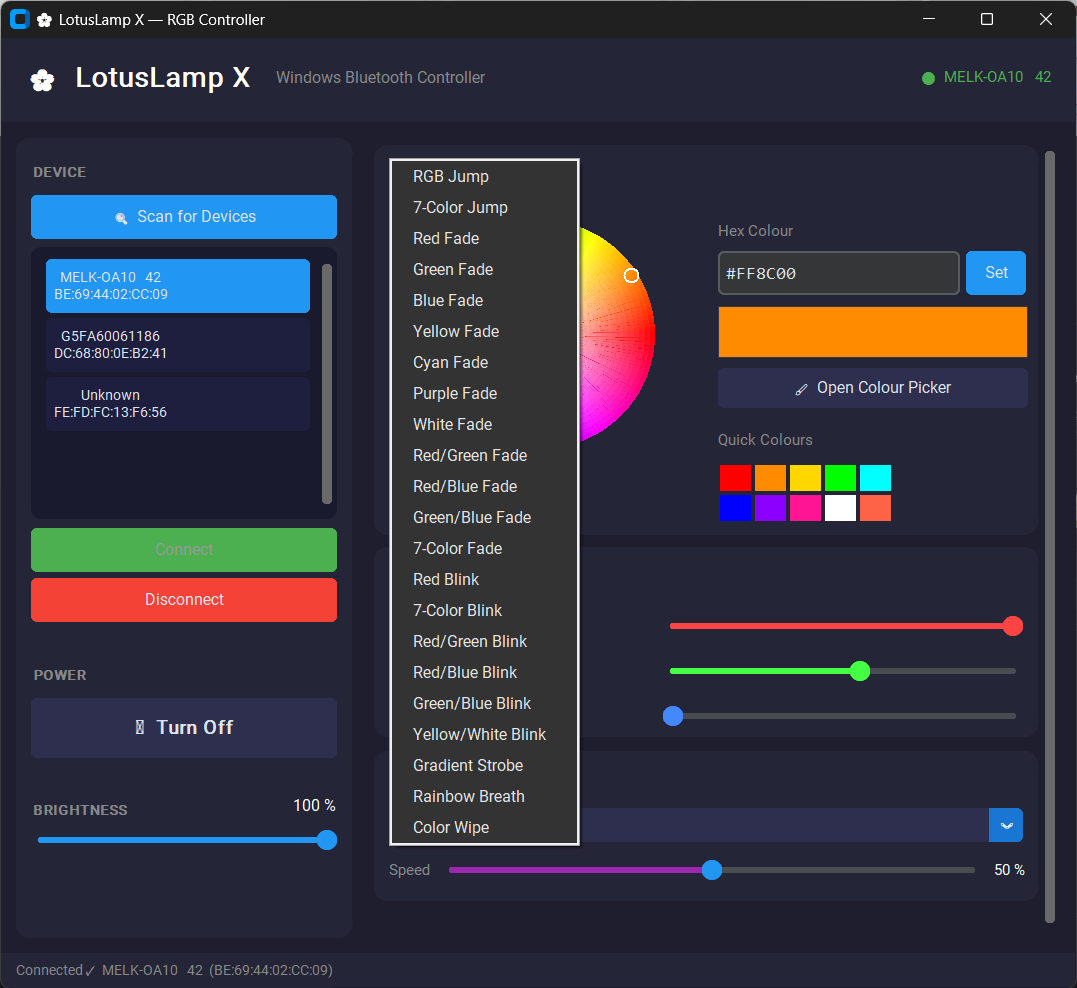 LotusLamp X — RGB Controller
LotusLamp X
Windows Bluetooth Controller
MELK-OA10 42
DEVICE
Scan for Devices
MELK-OA10 42
BE:69:44:02:CC:09
G5FA60061186
DC:68:80:0E:B2:41
Unknown
FE:FD:FC:13:F6:56
Connect
Disconnect
POWER
Turn Off
BRIGHTNESS
100 %
RGB Jump
7-Color Jump
Red Fade
Green Fade
Blue Fade
Yellow Fade
Cyan Fade
Purple Fade
White Fade
Red/Green Fade
Red/Blue Fade
Green/Blue Fade
7-Color Fade
Red Blink
7-Color Blink
Red/Green Blink
Red/Blue Blink
Green/Blue Blink
Yellow/White Blink
Gradient Strobe
Rainbow Breath
Color Wipe
Hex Colour
#FF8C00
Set
Open Colour Picker
Quick Colours
Speed
50 %
Connected ✓ MELK-OA10 42 (BE:69:44:02:CC:09)